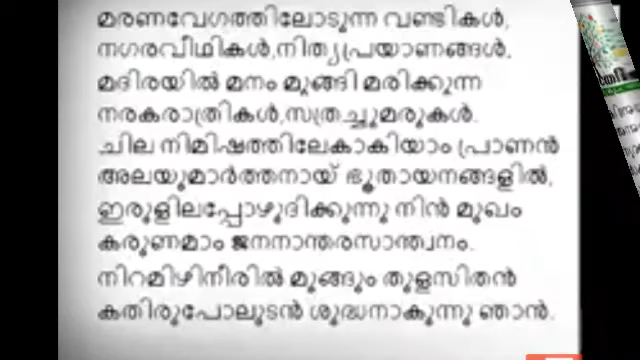 മരണവേഗത്തിലോടുന്ന വണ്ടികൾ,
നഗരവീഥികൾ,നിത്യപ്രയാണങ്ങൾ,
മദിരയിൽ മനം മുങ്ങി മരിക്കുന്ന
നരകരാത്രികൾ,സത്രച്ചുമരുകൾ.
ചില നിമിഷത്തിലേകാകിയാം പ്രാണൻ
അലയുമാർത്തനായ് ഭൂതായനങ്ങളിൽ,
ഇരുളിലപ്പോഴുദിക്കുന്നു നിൻ മുഖം
കരുണമാം ജനനാന്തരസാന്ത്വനം.
നിറമിഴിനീരിൽ മുങ്ങും തുളസിതൻ
കതിരുപോലുടൻ ശുദ്ധനാകുന്നു ഞാൻ.